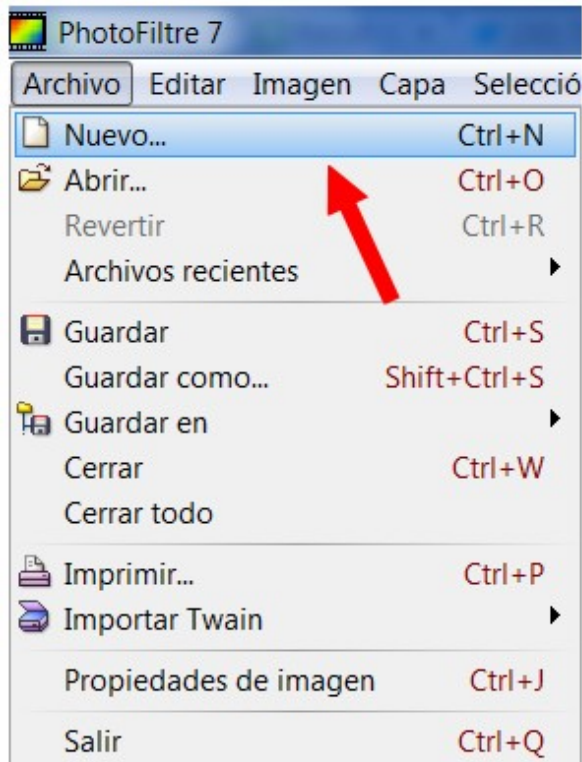 PhotoFiltre 7
Archivo Editar Imagen Capa Selecció
Nuevo... Ctrl+N
Abrir... Ctrl+O
Revertir Ctrl+R
Archivos recientes
Guardar Ctrl+S
Guardar como... Shift+Ctrl+S
Guardar en
Cerrar Ctrl+W
Cerrar todo
Imprimir... Ctrl+P
Importar Twain
Propiedades de imagen Ctrl+J
Salir Ctrl+Q